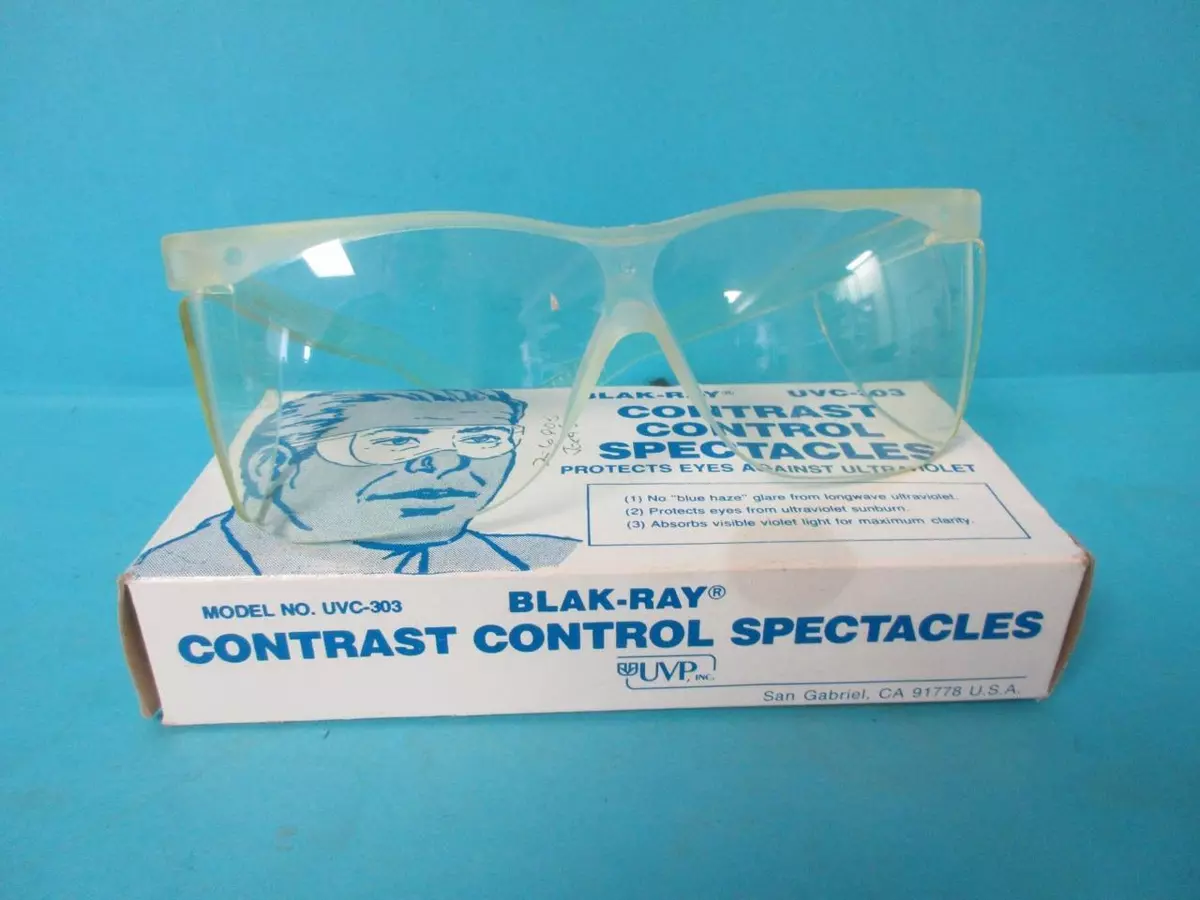 BLAK-RAY® UVC-303
CONTRAST
CONTROL
SPECTACLES
PROTECTS EYES AGAINST ULTRAVIOLET
(1) No "blue haze" glare from longwave ultraviolet.
(2) Protects eyes from ultraviolet sunburn.
(3) Absorbs visible violet light for maximum clarity.
MODEL NO. UVC-303
BLAK-RAY®
CONTRAST CONTROL SPECTACLES
UVP, INC.
San Gabriel, CA 91778 U.S.A.